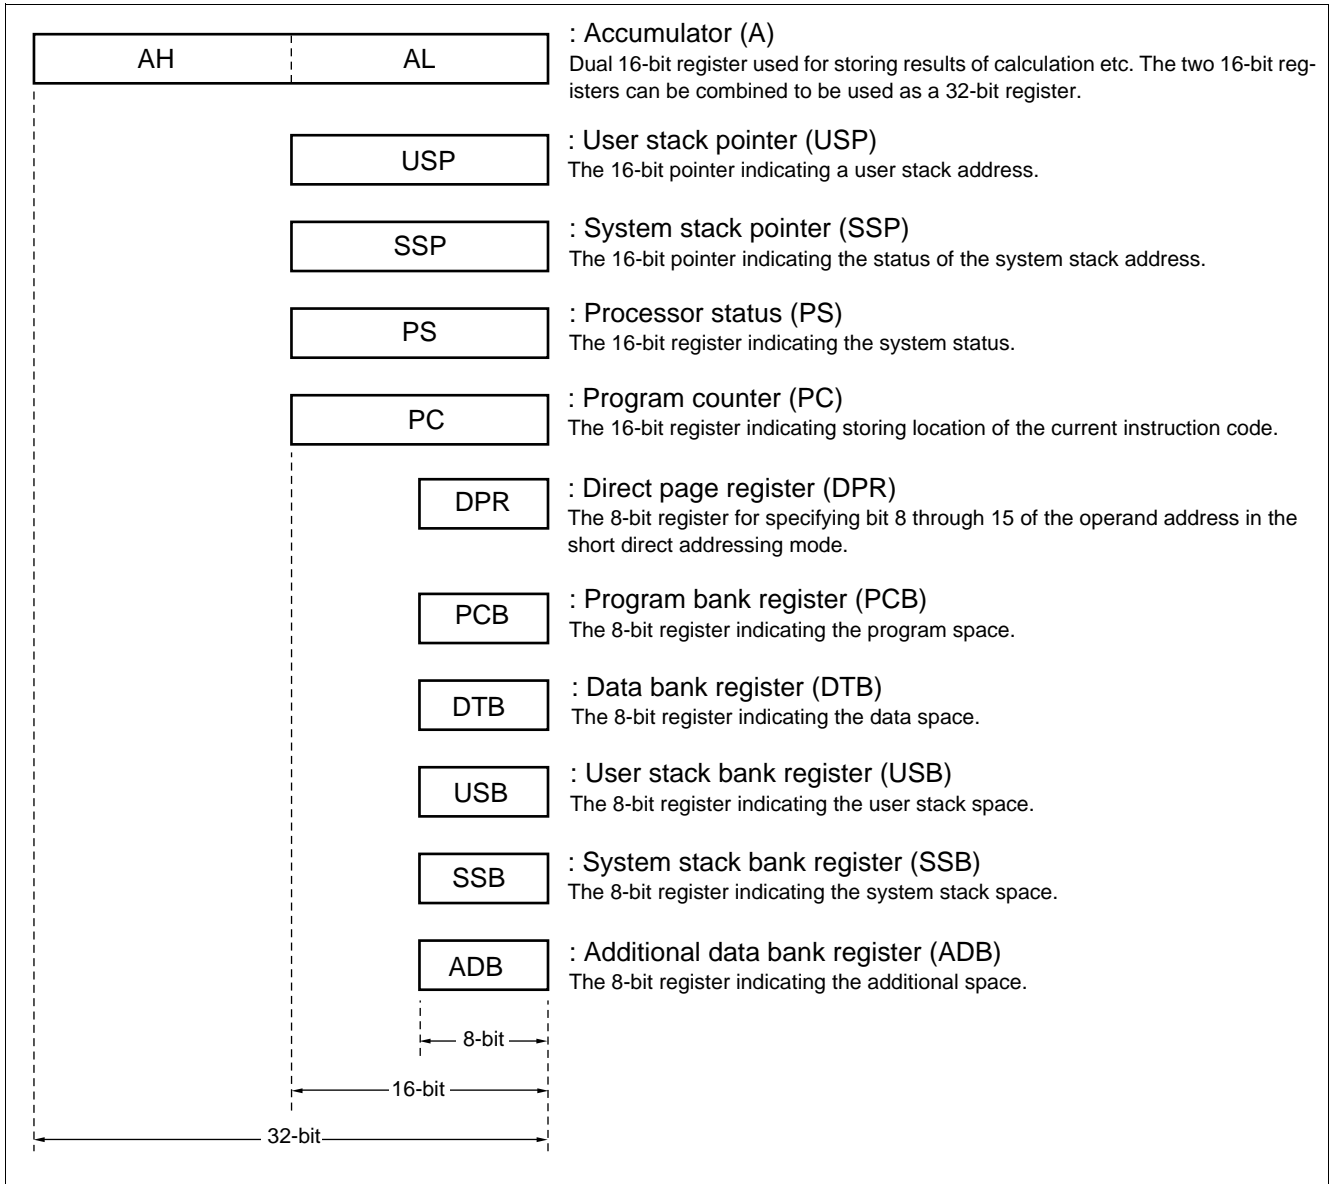 AH
AL
: Accumulator (A)
Dual 16-bit register used for storing results of calculation etc. The two 16-bit reg-
isters can be combined to be used as a 32-bit register.
USP
: User stack pointer (USP)
The 16-bit pointer indicating a user stack address.
SSP
: System stack pointer (SSP)
The 16-bit pointer indicating the status of the system stack address.
PS
: Processor status (PS)
The 16-bit register indicating the system status.
PC
: Program counter (PC)
The 16-bit register indicating storing location of the current instruction code.
DPR
: Direct page register (DPR)
The 8-bit register for specifying bit 8 through 15 of the operand address in the
short direct addressing mode.
PCB
: Program bank register (PCB)
The 8-bit register indicating the program space.
DTB
: Data bank register (DTB)
The 8-bit register indicating the data space.
USB
: User stack bank register (USB)
The 8-bit register indicating the user stack space.
SSB
: System stack bank register (SSB)
The 8-bit register indicating the system stack space.
ADB
: Additional data bank register (ADB)
The 8-bit register indicating the additional space.
8-bit
16-bit
32-bit